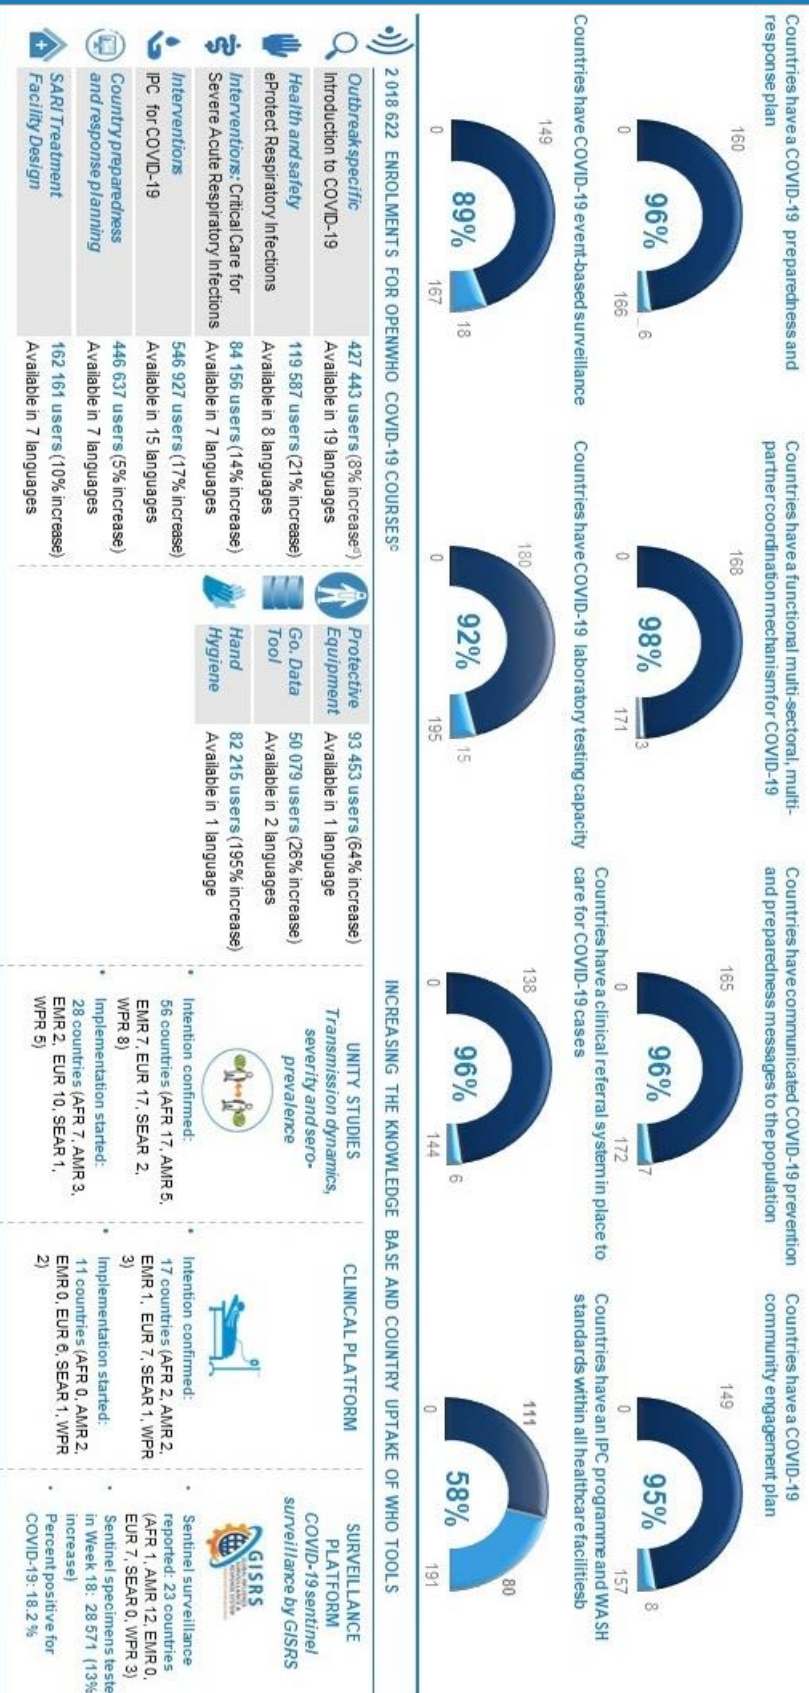 Countries have a COVID-19 preparedness and
response plan
160
96%
0
166
6
Countries have a functional multi-sectoral, multi-
partner coordination mechanism for COVID-19
168
98%
0
171
3
Countries have communicated COVID-19 prevention
and preparedness messages to the population
165
96%
0
172
7
Countries have a COVID-19
community engagement plan
149
95%
0
157
8
Countries have COVID-19 event-based surveillance
149
89%
0
167
18
Countries have COVID-19 laboratory testing capacity
180
92%
0
195
15
Countries have a clinical referral system in place to
care for COVID-19 cases
138
96%
0
144
6
Countries have an IPC programme and WASH
standards within all healthcare facilitiesb
111
58%
0
191
80
2 018 622 ENROLMENTS FOR OPENWHO COVID-19 COURSESc
Outbreak specific
Introduction to COVID-19
427 443 users (8% increased)
Available in 19 languages
Health and safety
eProtect Respiratory Infections
119 587 users (21% increase)
Available in 8 languages
Interventions: Critical Care for
Severe Acute Respiratory Infections
84 156 users (14% increase)
Available in 7 languages
Interventions
IPC for COVID-19
546 927 users (17% increase)
Available in 15 languages
Country preparedness
and response planning
446 637 users (5% increase)
Available in 7 languages
SARI Treatment
Facility Design
162 161 users (10% increase)
Available in 7 languages
Protective
Equipment
93 453 users (64% increase)
Available in 1 language
Go. Data
Tool
50 079 users (26% increase)
Available in 2 languages
Hand
Hygiene
82 215 users (195% increase)
Available in 1 language
INCREASING THE KNOWLEDGE BASE AND COUNTRY UPTAKE OF WHO TOOLS
UNITY STUDIES
Transmission dynamics,
severity and sero-
prevalence
• Intention confirmed:
56 countries (AFR 17, AMR 5,
EMR 7, EUR 17, SEAR 2,
WPR 8)
• Implementation started:
28 countries (AFR 7, AMR 3,
EMR 2, EUR 10, SEAR 1,
WPR 5)
CLINICAL PLATFORM
• Intention confirmed:
17 countries (AFR 2, AMR 2,
EMR 1, EUR 7, SEAR 1, WPR
3)
• Implementation started:
11 countries (AFR 0, AMR 2,
EMR 0, EUR 6, SEAR 1, WPR
2)
SURVEILLANCE
PLATFORM
COVID-19 sentinel
surveillance by GISRS
GISRS
• Sentinel surveillance
reported: 23 countries
(AFR 1, AMR 12, EMR 0,
EUR 7, SEAR 0, WPR 3)
• Sentinel specimens teste
in Week 18: 28 571 (13%
increase)
• Percent positive for
COVID-19: 18.2%